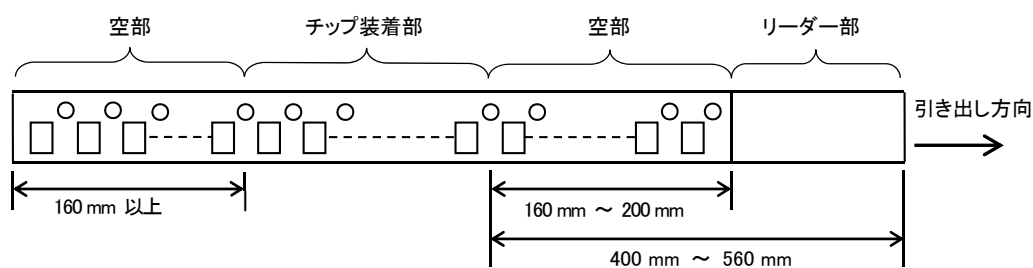 空部
チップ装着部
空部
リーダー部
引き出し方向
160 mm 以上
160 mm ～ 200 mm
400 mm ～ 560 mm